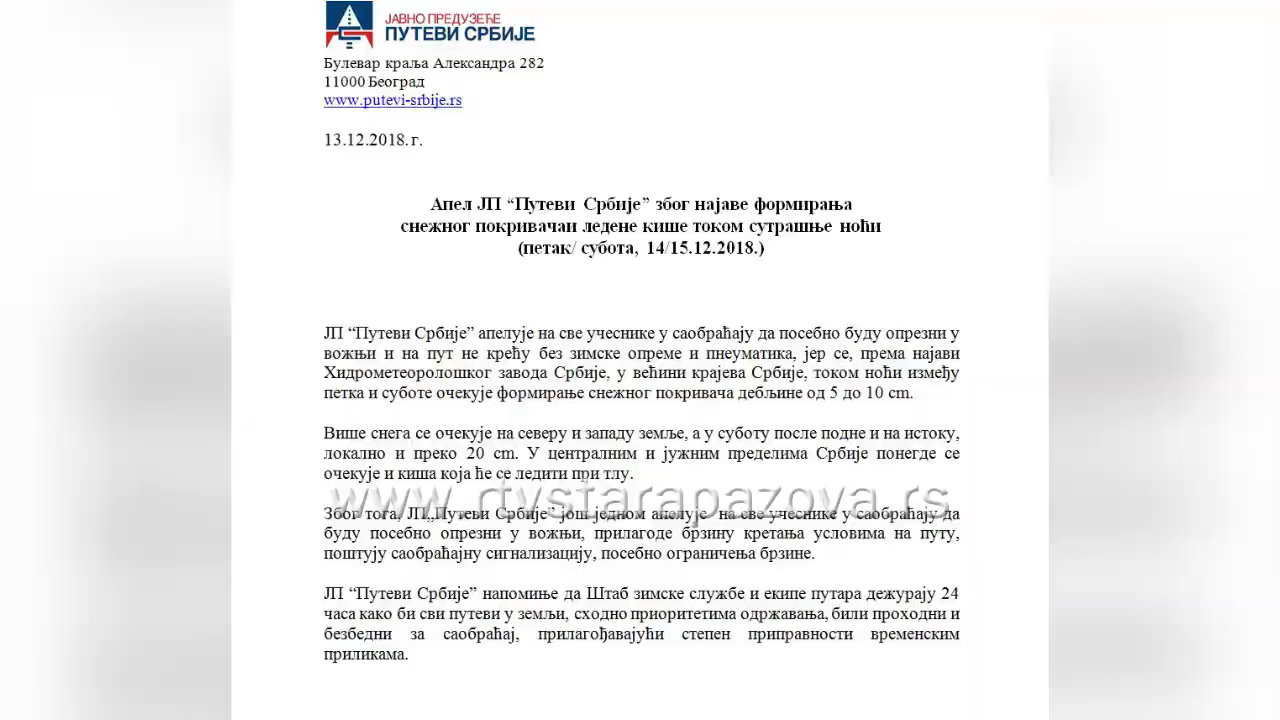 ЈАВНО ПРЕДУЗЕЋЕ
ПУТЕВИ СРБИЈЕ
Булевар краља Александра 282
11000 Београд
www.putevi-srbije.rs
13.12.2018. г.
Апел ЈП “Путеви Србије” због најаве формирања
снежног покривачаи ледене кише током сутрашње ноћи
(петак/ субота, 14/15.12.2018.)
ЈП “Путеви Србије” апелује на све учеснике у саобраћају да посебно буду опрезни у
вожњи и на пут не крећу без зимске опреме и пнеуматика, јер се, према најави
Хидрометеоролошког завода Србије, у већини крајева Србије, током ноћи између
петка и суботе очекује формирање снежног покривача дебљине од 5 до 10 cm.
Више снега се очекује на северу и западу земље, а у суботу после подне и на истоку,
локално и преко 20 cm. У централним и јужним пределима Србије понегде се
очекује и киша која ће се ледити при тлу.
www.rtvstarapazova.rs
Због тога, ЈП„Путеви Србије” још једном апелује на све учеснике у саобраћају да
буду посебно опрезни у вожњи, прилагоде брзину кретања условима на путу,
поштују саобраћајну сигнализацију, посебно ограничења брзине.
ЈП “Путеви Србије” напомиње да Штаб зимске службе и екипе путара дежурају 24
часа како би сви путеви у земљи, сходно приоритетима одржавања, били проходни и
безбедни за саобраћај, прилагођавајући степен приправности временским
приликама.